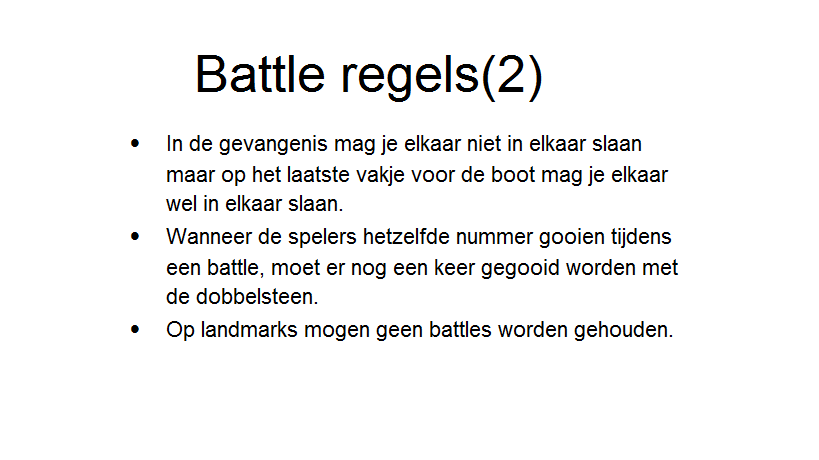 Battle regels(2)
• In de gevangenis mag je elkaar niet in elkaar slaan
maar op het laatste vakje voor de boot mag je elkaar
wel in elkaar slaan.
• Wanneer de spelers hetzelfde nummer gooien tijdens
een battle, moet er nog een keer gegooid worden met
de dobbelsteen.
• Op landmarks mogen geen battles worden gehouden.